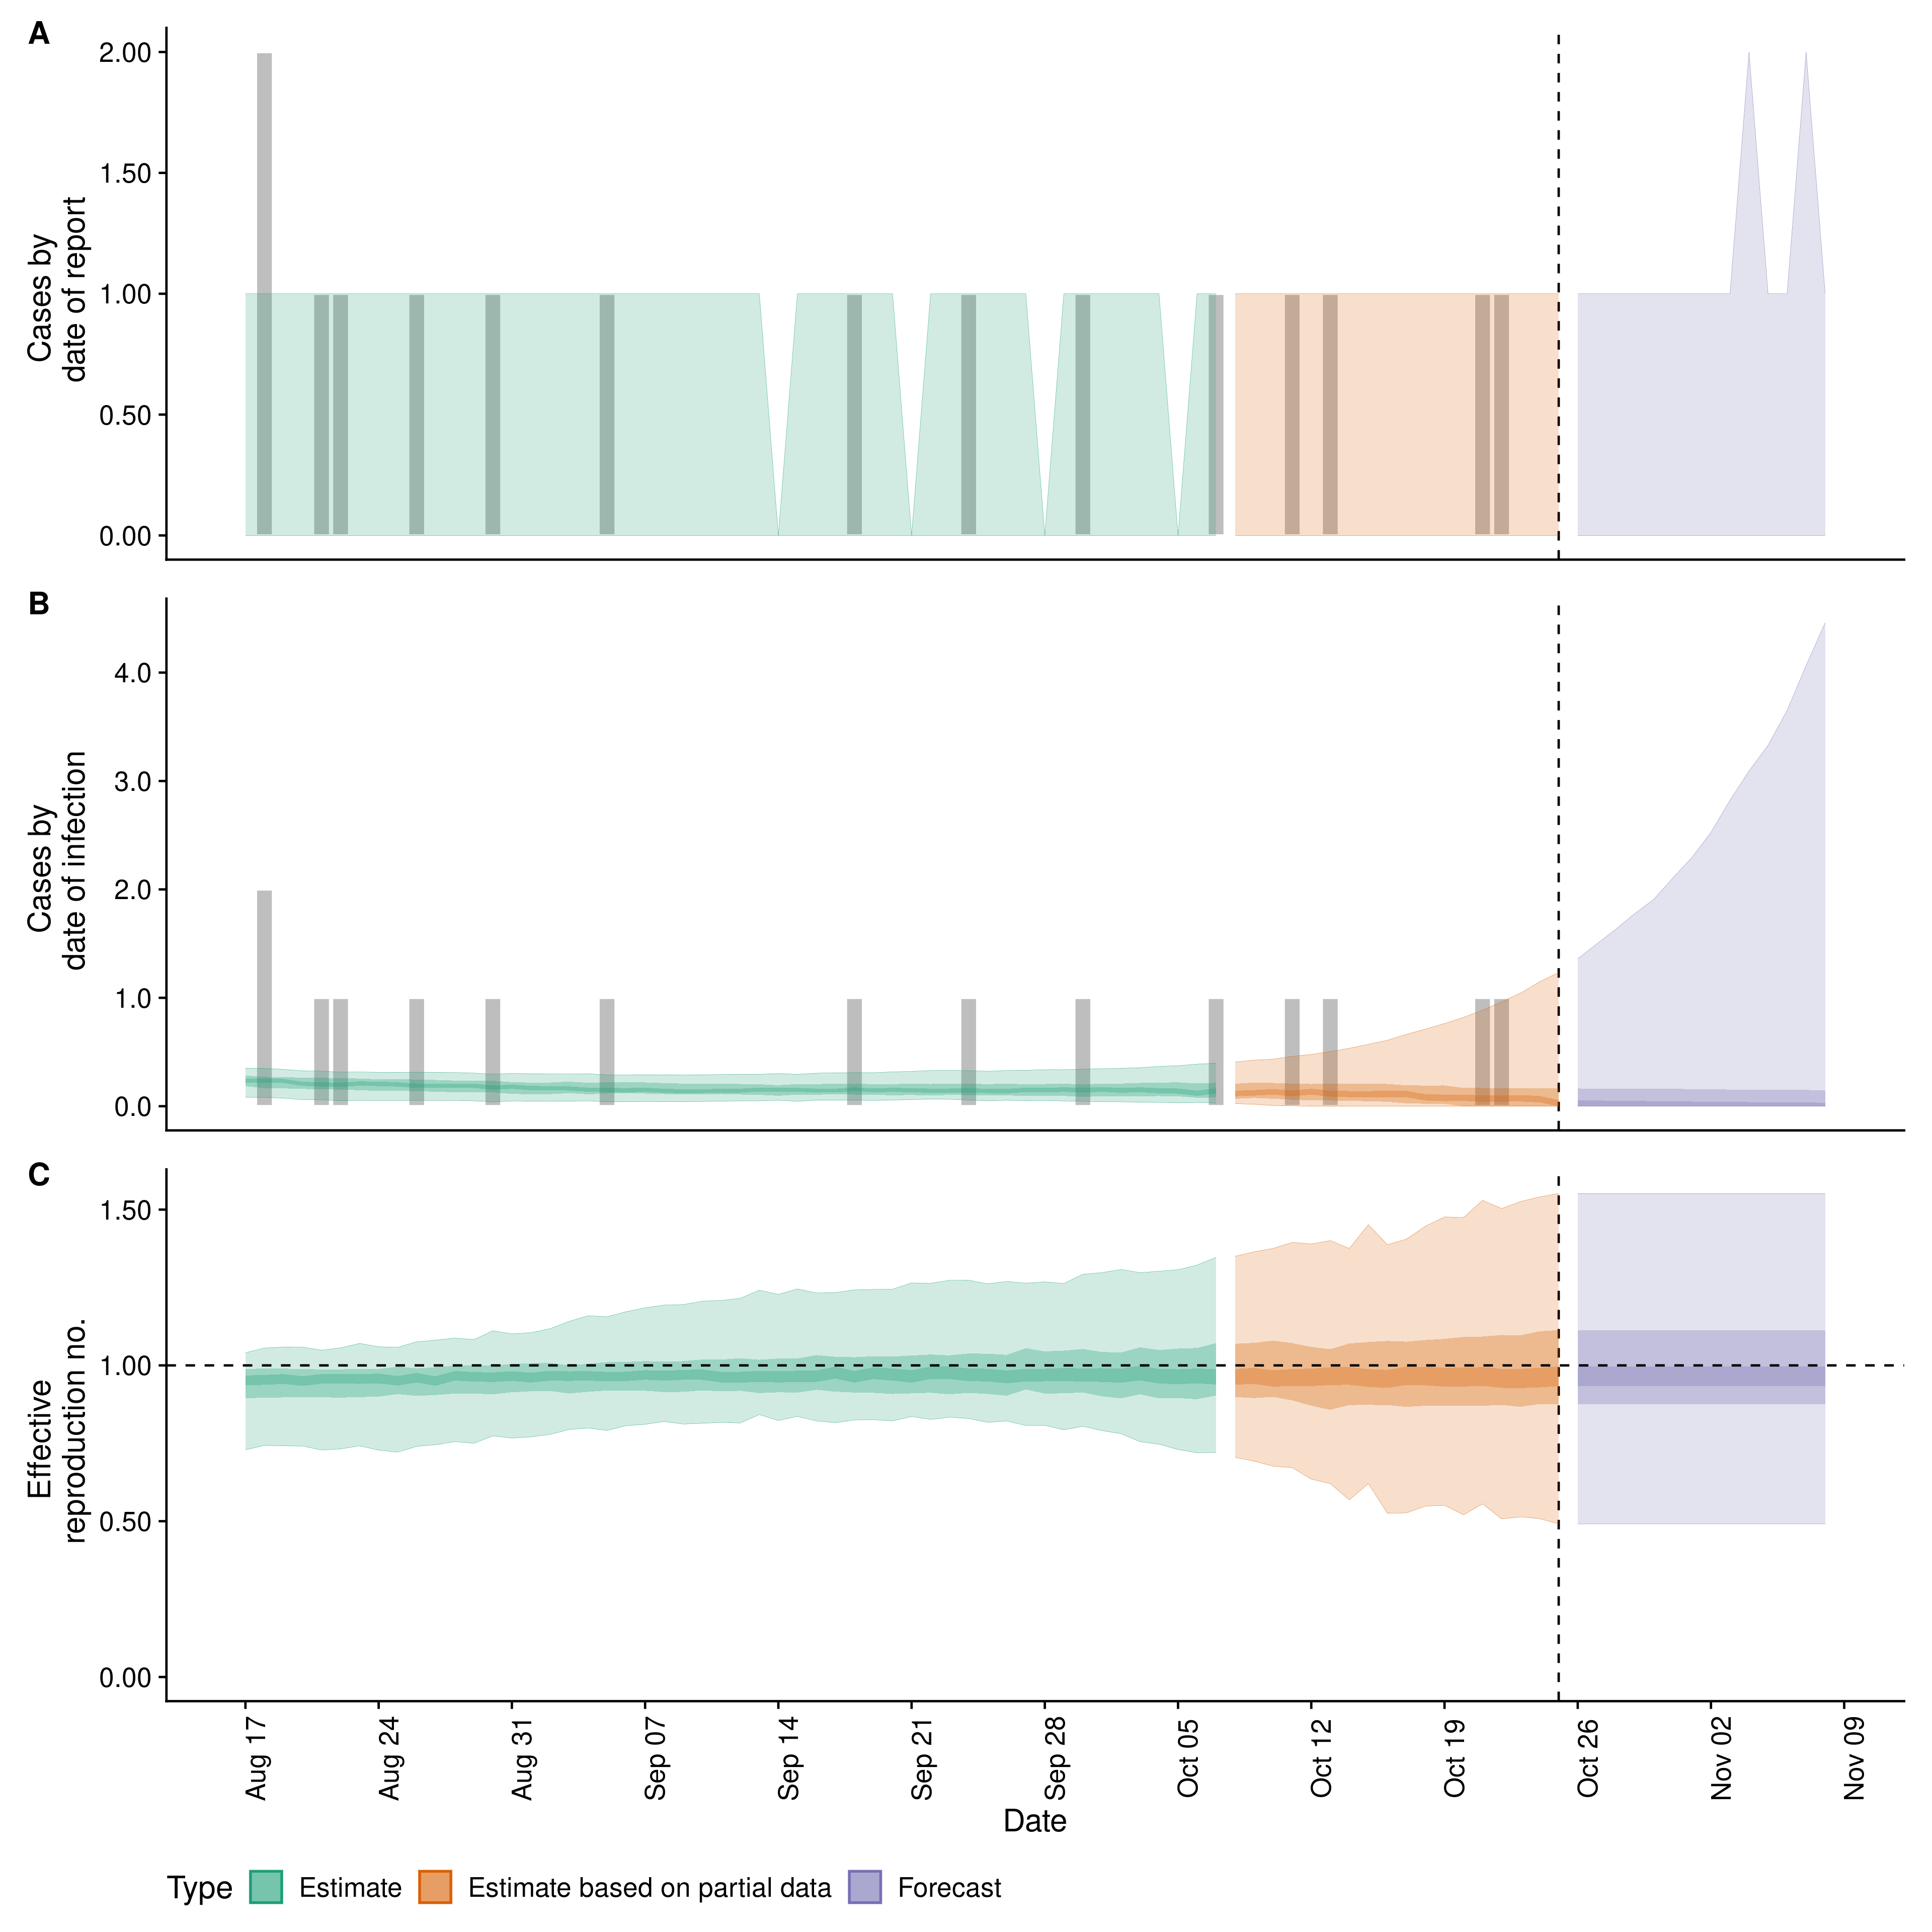 A
Cases by
date of report
2.00
1.50
1.00
0.50
0.00
B
Cases by
date of infection
4.0
3.0
2.0
1.0
0.0
C
Effective
reproduction no.
1.50
1.00
0.50
0.00
Aug 17
Aug 24
Aug 31
Sep 07
Sep 14
Sep 21
Sep 28
Oct 05
Oct 12
Oct 19
Oct 26
Nov 02
Nov 09
Date
Type Estimate Estimate based on partial data Forecast